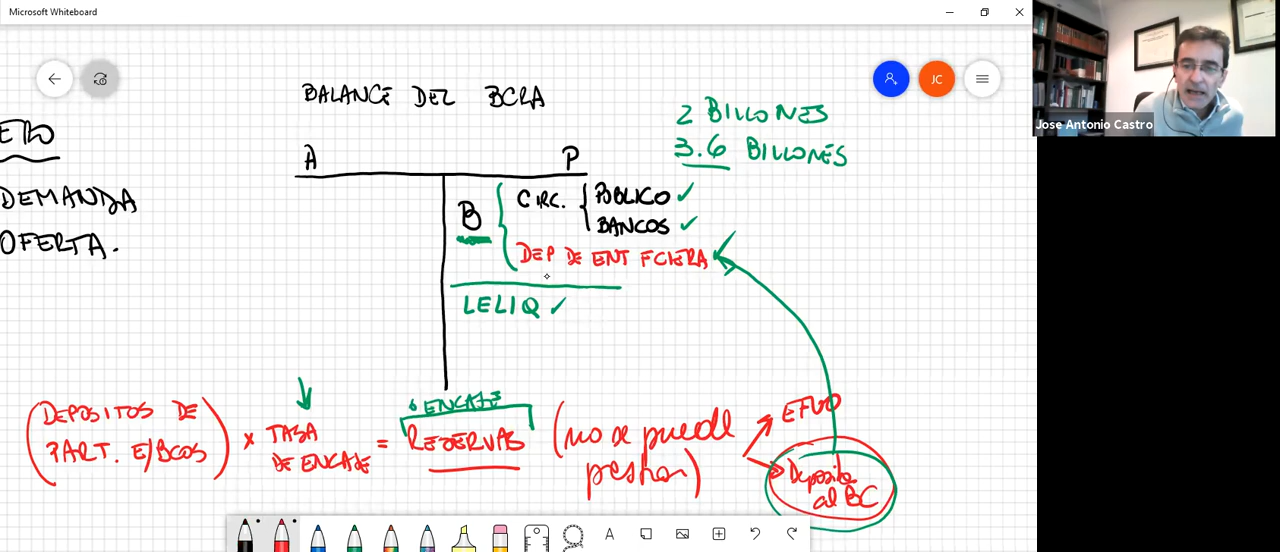 Microsoft Whiteboard
BALANCE DEL BCRA
2 BILLONES
3.6 BILLONES
JC
Jose Antonio Castro
DEMANDA
OFERTA.
A
P
B
CIRC.
PUBLICO ✓
BANCOS ✓
DEP DE ENT FCIERA
LELIQ ✓
(DEPOSITOS DE
PART. E/BCOS)
x TASA
DE ENCAJE
=
ó ENCAJE
RESERVAS
(no se puede
prestar)
EFVO
Deposito
al BC
A